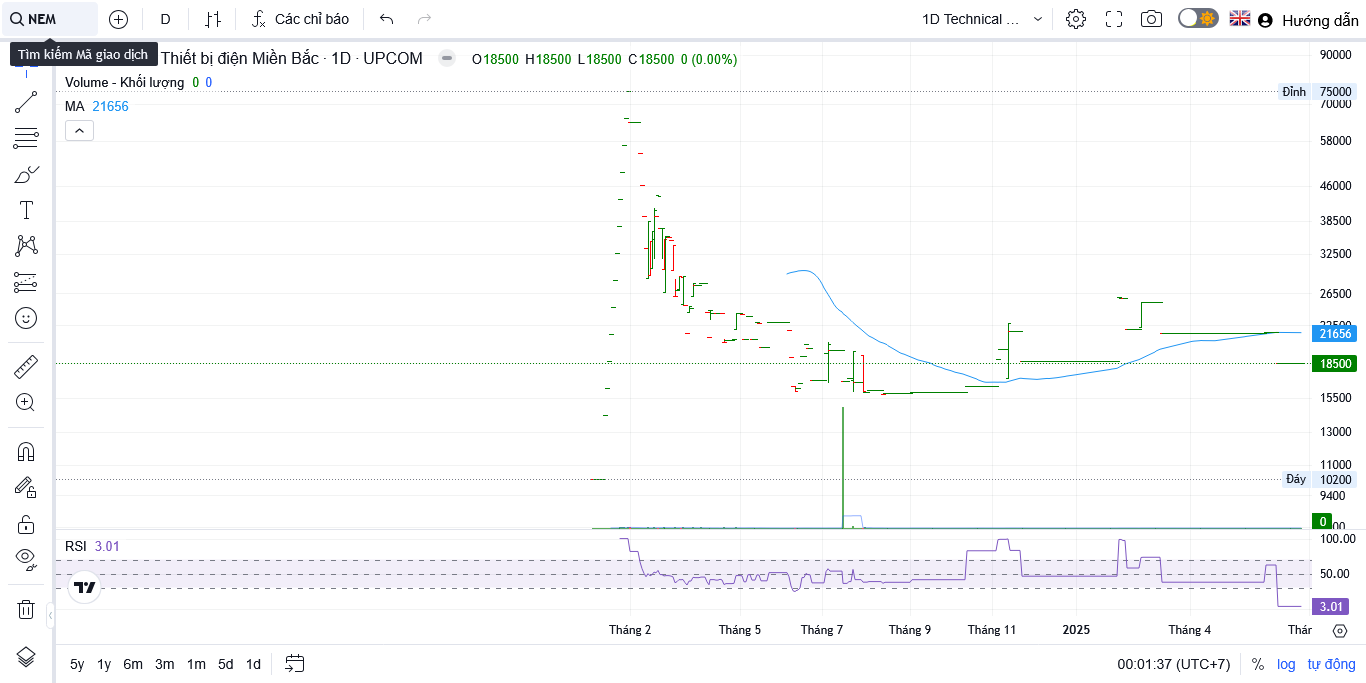 NEM
D
Các chỉ báo
1D Technical ...
Hướng dẫn
Tìm kiếm Mã giao dịch
Thiết bị điện Miền Bắc · 1D · UPCOM
O18500 H18500 L18500 C18500 0 (0.00%)
Volume - Khối lượng 0 0
MA 21656
90000
Đỉnh 75000
70000
58000
46000
38500
32500
26500
22500
21656
18500
15500
13000
11000
Đáy 10200
9400
0
RSI 3.01
100.00
50.00
3.01
Tháng 2 Tháng 5 Tháng 7 Tháng 9 Tháng 11 2025 Tháng 4 Thár
5y 1y 6m 3m 1m 5d 1d
00:01:37 (UTC+7) % log tự động